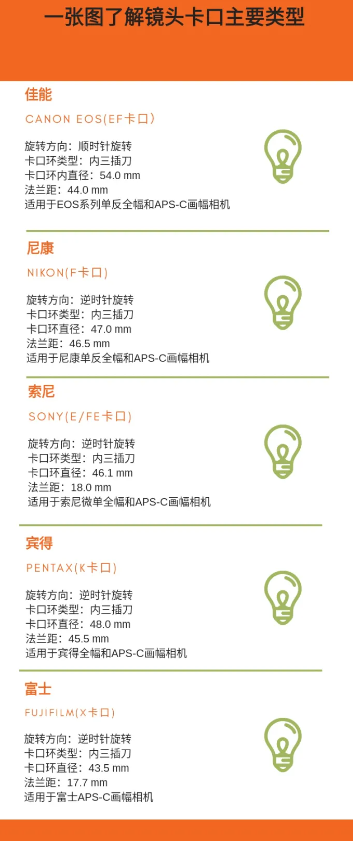 一张图了解镜头卡口主要类型
佳能
CANON EOS(EF卡口)
旋转方向：顺时针旋转
卡口环类型：内三插刀
卡口环内直径：54.0 mm
法兰距：44.0 mm
适用于EOS系列单反全幅和APS-C画幅相机
尼康
NIKON(F卡口)
旋转方向：逆时针旋转
卡口环类型：内三插刀
卡口环直径：47.0 mm
法兰距：46.5 mm
适用于尼康单反全幅和APS-C画幅相机
索尼
SONY(E/FE卡口)
旋转方向：逆时针旋转
卡口环类型：内三插刀
卡口环直径：46.1 mm
法兰距：18.0 mm
适用于索尼微单全幅和APS-C画幅相机
宾得
PENTAX(K卡口)
旋转方向：逆时针旋转
卡口环类型：内三插刀
卡口环直径：48.0 mm
法兰距：45.5 mm
适用于宾得全幅和APS-C画幅相机
富士
FUJIFILM(X卡口)
旋转方向：逆时针旋转
卡口环类型：内三插刀
卡口环直径：43.5 mm
法兰距：17.7 mm
适用于富士APS-C画幅相机